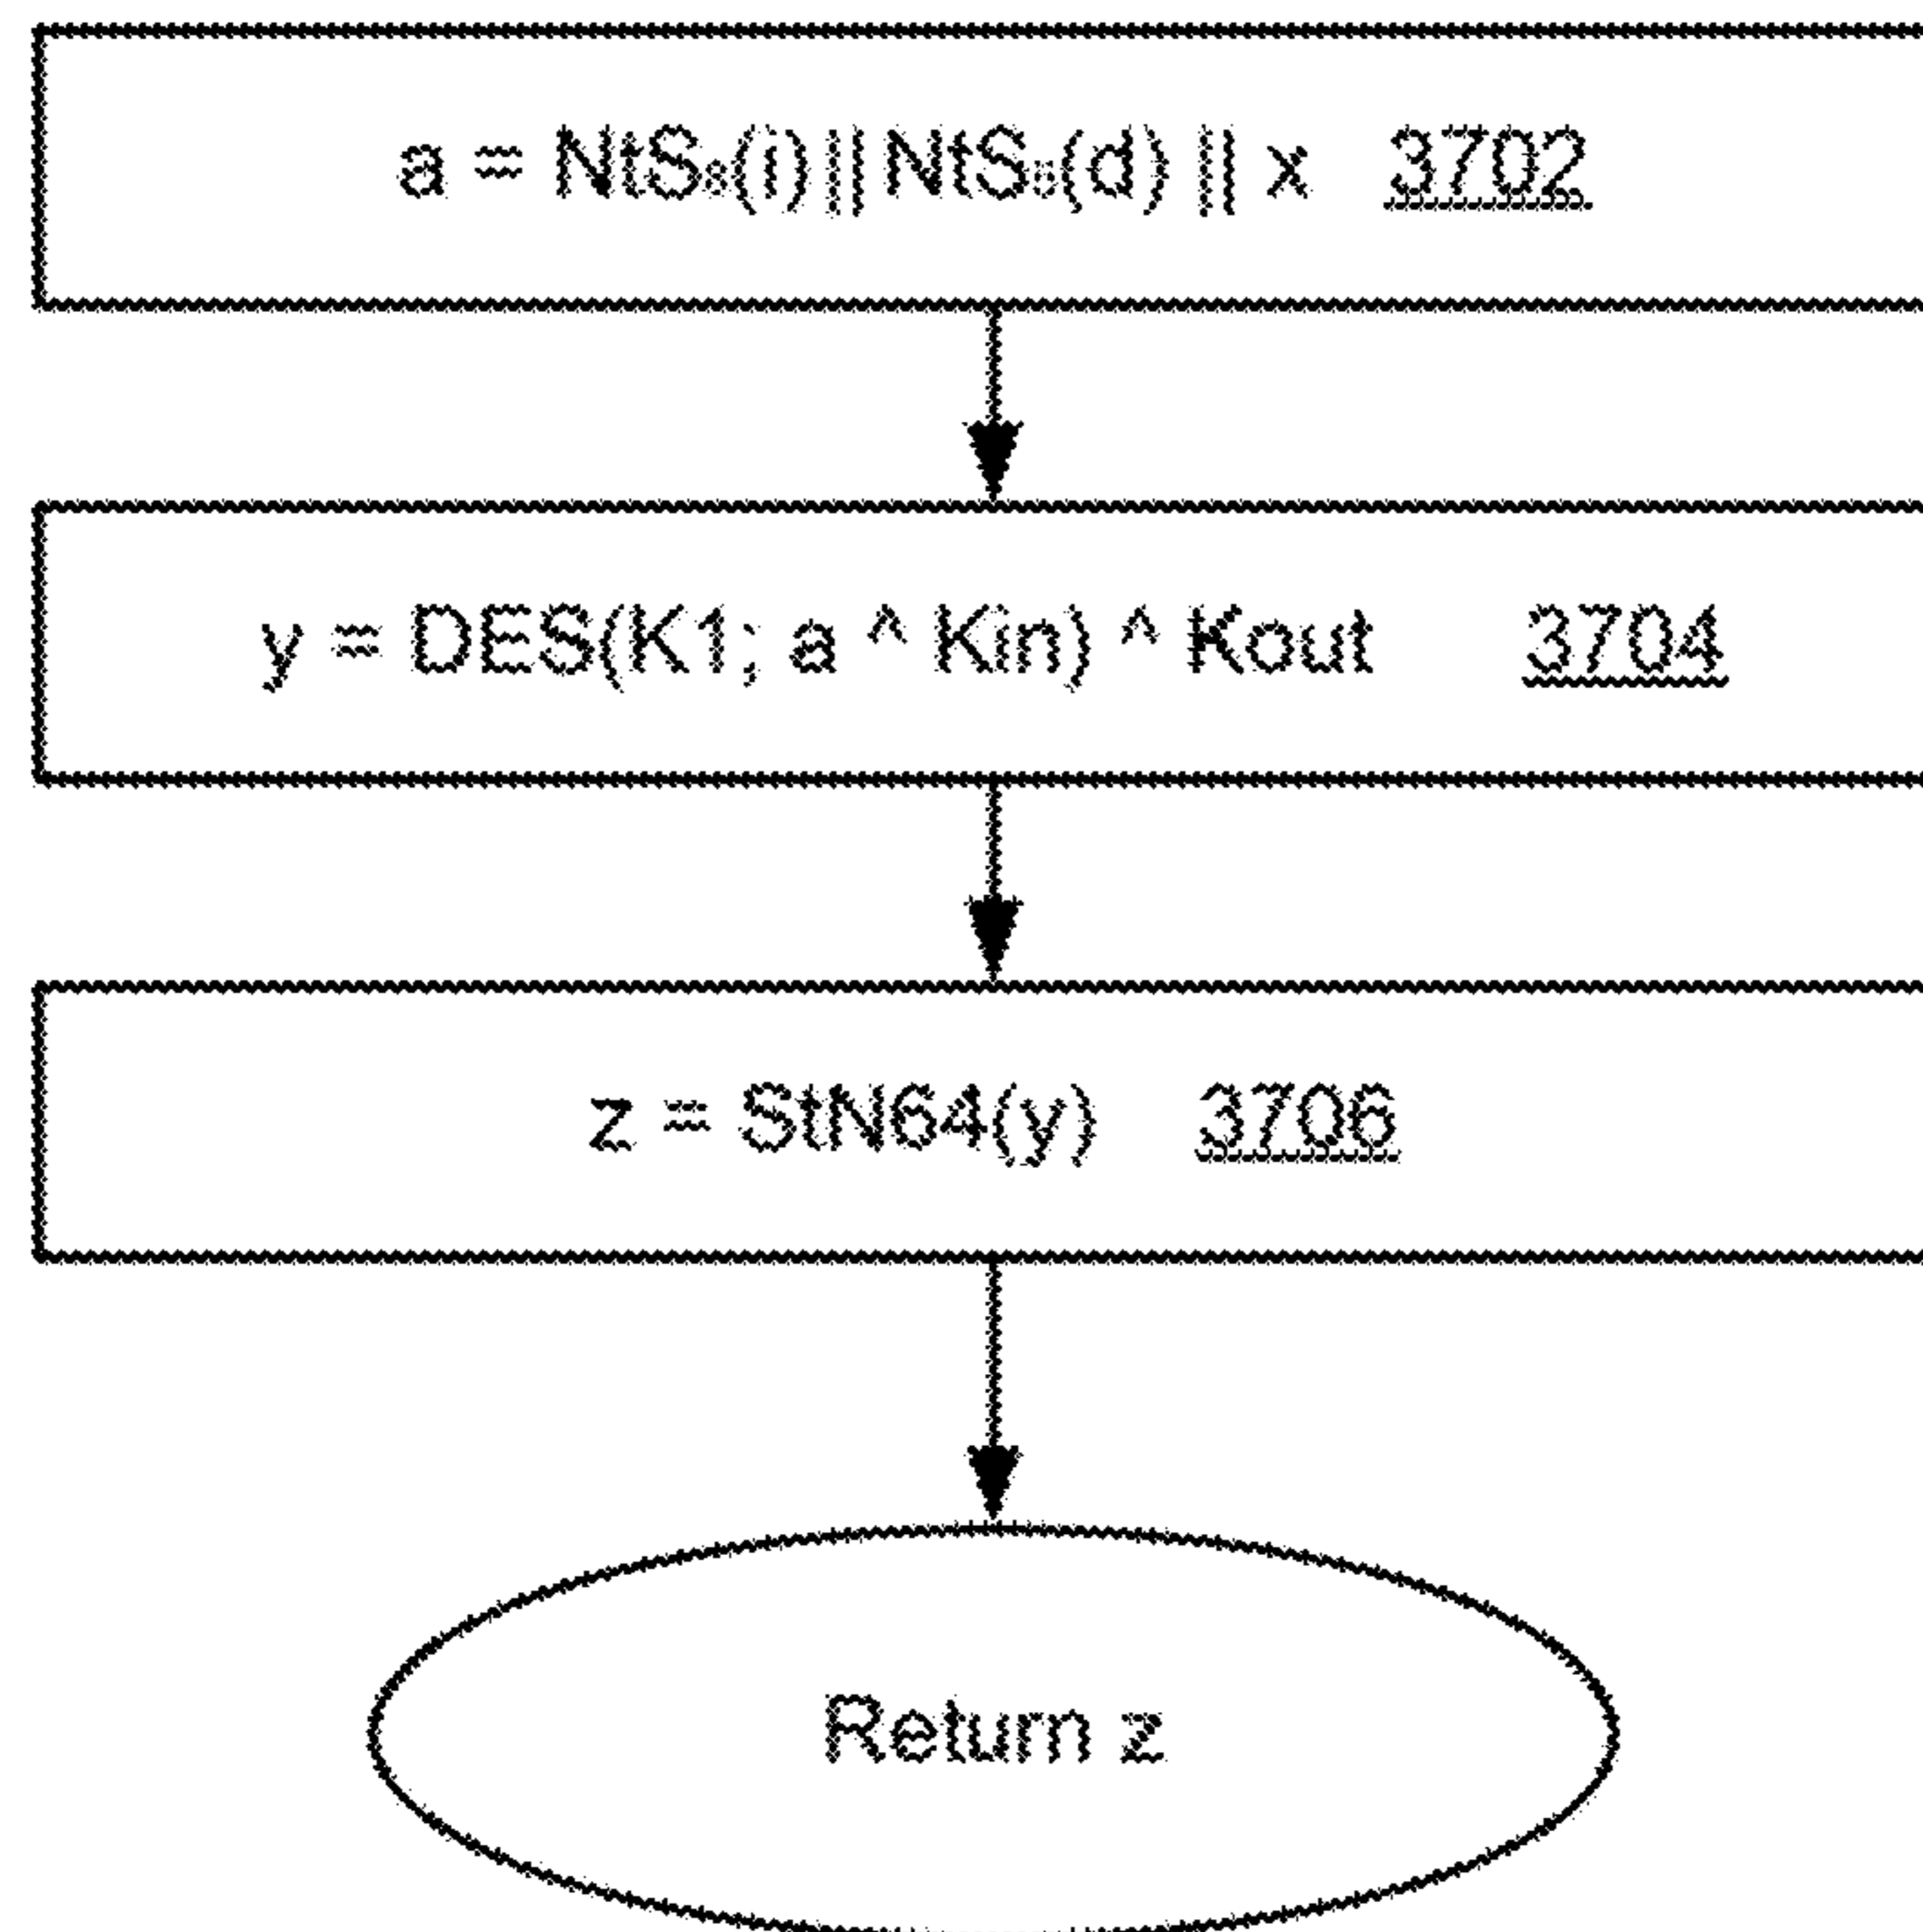 a = NtS₈(i) || NtS₈(d) || x 3702
y = DES(K1; a ^ Kin) ^ Kout 3704
z = StN64(y) 3706
Return z